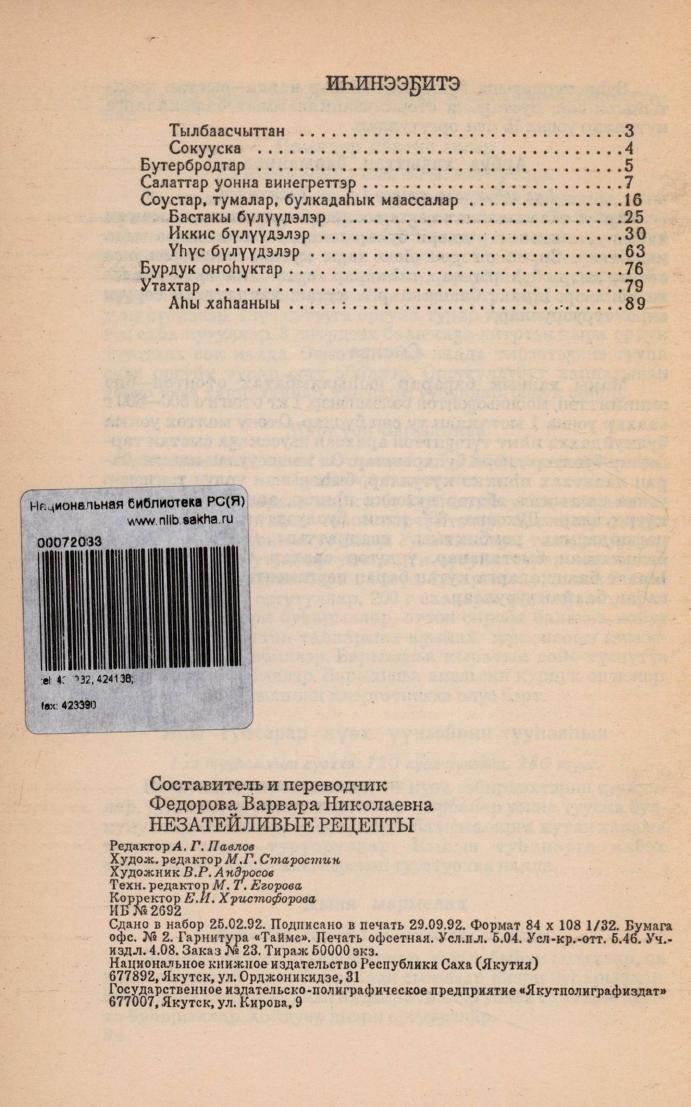 ИҺИНЭЭҔИТЭ
Тылбаасчыттан ........................................3
Сокууска ........................................4
Бутербродтар ........................................5
Салаттар уонна винегреттэр ........................................7
Соустар, тумалар, булкадаһык маассалар ........................................16
Бастакы бүлүүдэлэр ........................................25
Иккис бүлүүдэлэр ........................................30
Үһүс бүлүүдэлэр ........................................63
Бурдук оҥоһуктар ........................................76
Утахтар ........................................79
Аһы хаһааныы ........................................89
Национальная библиотека РС(Я)
www.nlib.sakha.ru
00072033
424138;
fax: 423390
Составитель и переводчик
Федорова Варвара Николаевна
НЕЗАТЕЙЛИВЫЕ РЕЦЕПТЫ
Редактор А. Г. Павлов
Худож. редактор М.Г. Старостин
Художник В.Р. Андросов
Техн. редактор М. Т. Егорова
Корректор Е.И. Христофорова
ИБ № 2692
Сдано в набор 25.02.92. Подписано в печать 29.09.92. Формат 84 х 108 1/32. Бумага
офс. № 2. Гарнитура «Таймс». Печать офсетная. Усл.п.л. 5.04. Усл-кр.-отт. 5.46. Уч.-
изд.л. 4.08. Заказ № 23. Тираж 50000 экз.
Национальное книжное издательство Республики Саха (Якутия)
677892, Якутск, ул. Орджоникидзе, 31
Государственное издательско-полиграфическое предприятие «Якутполиграфиздат»
677007, Якутск, ул. Кирова, 9